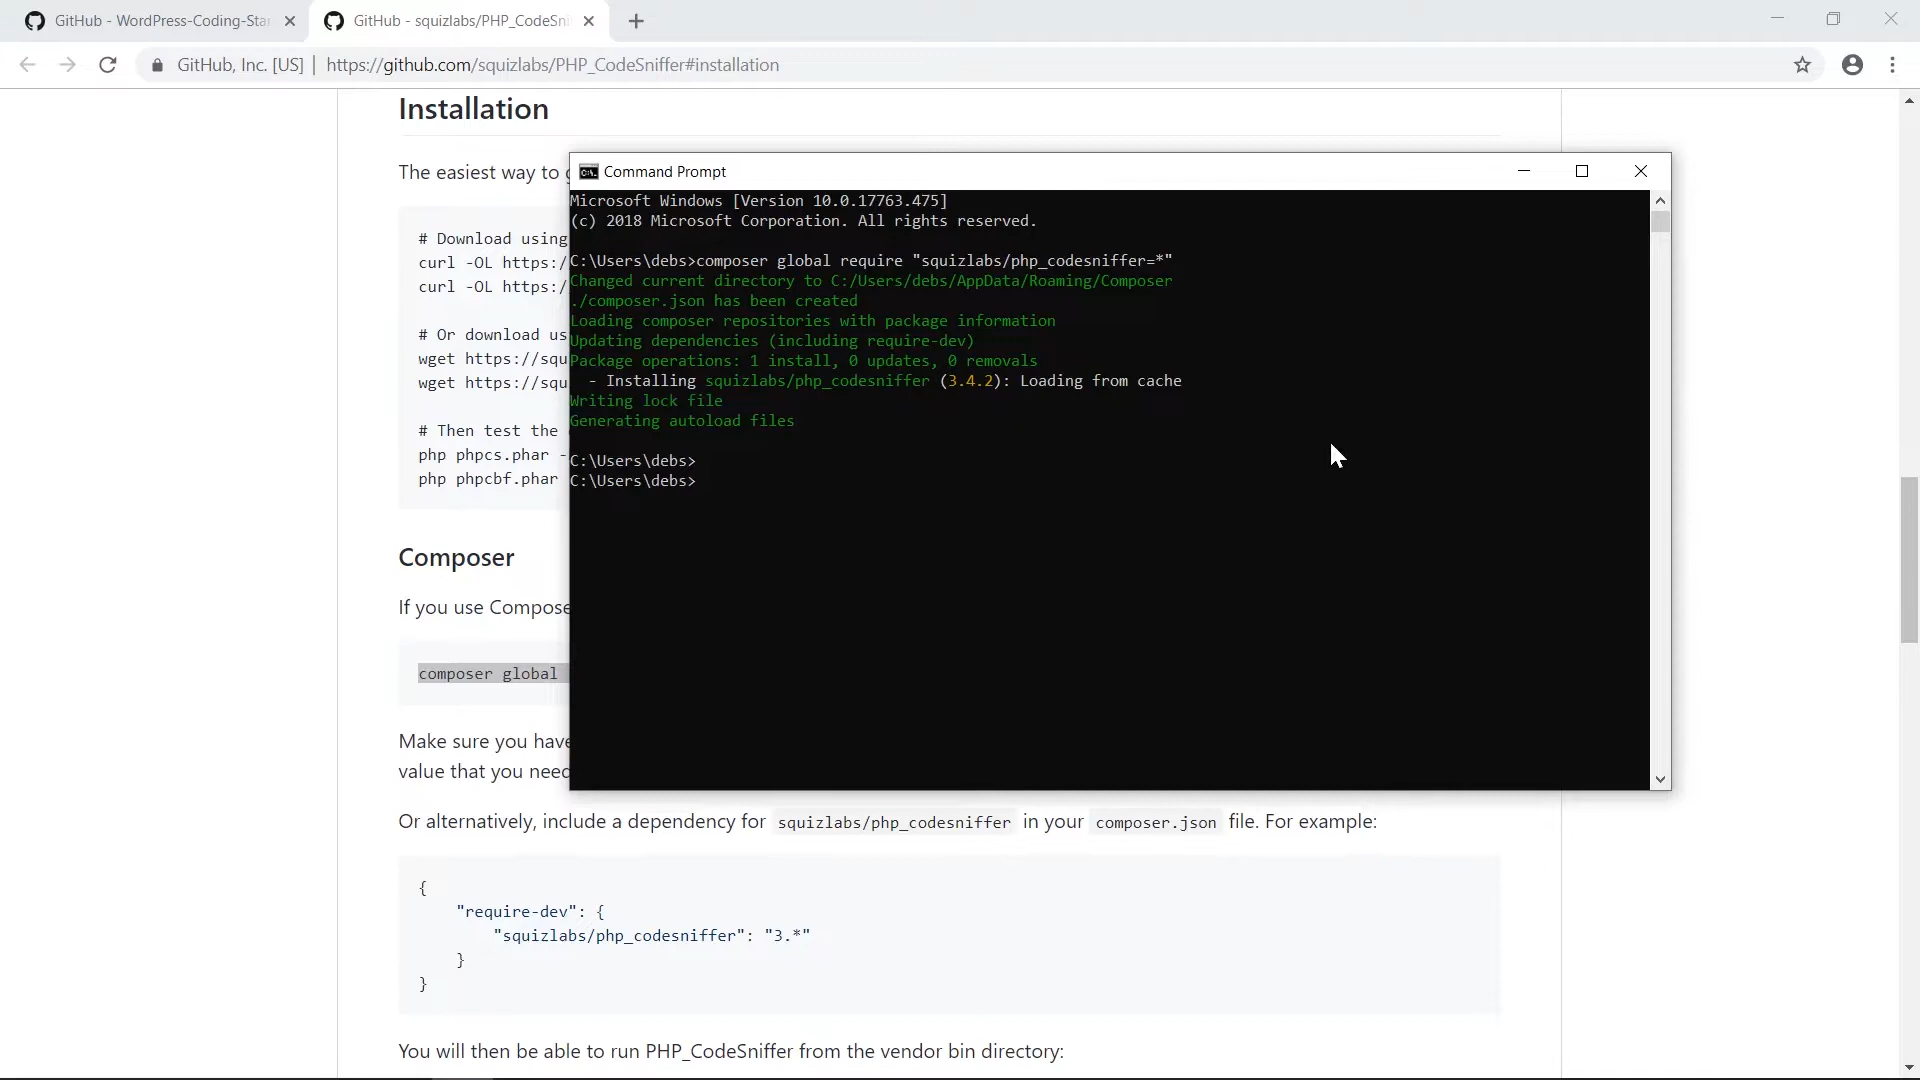 GitHub - WordPress-Coding-Sta
GitHub - squizlabs/PHP_CodeSni
GitHub, Inc. [US] | https://github.com/squizlabs/PHP_CodeSniffer#installation
Installation
The easiest way to g
# Download using
curl -OL https:/
curl -OL https:/
# Or download us
wget https://squ
wget https://squ
# Then test the
php phpcs.phar -
php phpcbf.phar
Composer
If you use Compose
composer global
Make sure you have
value that you need
Command Prompt
Microsoft Windows [Version 10.0.17763.475]
(c) 2018 Microsoft Corporation. All rights reserved.
C:\Users\debs>composer global require "squizlabs/php_codesniffer=*"
Changed current directory to C:/Users/debs/AppData/Roaming/Composer
./composer.json has been created
Loading composer repositories with package information
Updating dependencies (including require-dev)
Package operations: 1 install, 0 updates, 0 removals
- Installing squizlabs/php_codesniffer (3.4.2): Loading from cache
Writing lock file
Generating autoload files
C:\Users\debs>
C:\Users\debs>
Or alternatively, include a dependency for squizlabs/php_codesniffer in your composer.json file. For example:
{
"require-dev": {
"squizlabs/php_codesniffer": "3.*"
}
}
You will then be able to run PHP_CodeSniffer from the vendor bin directory: